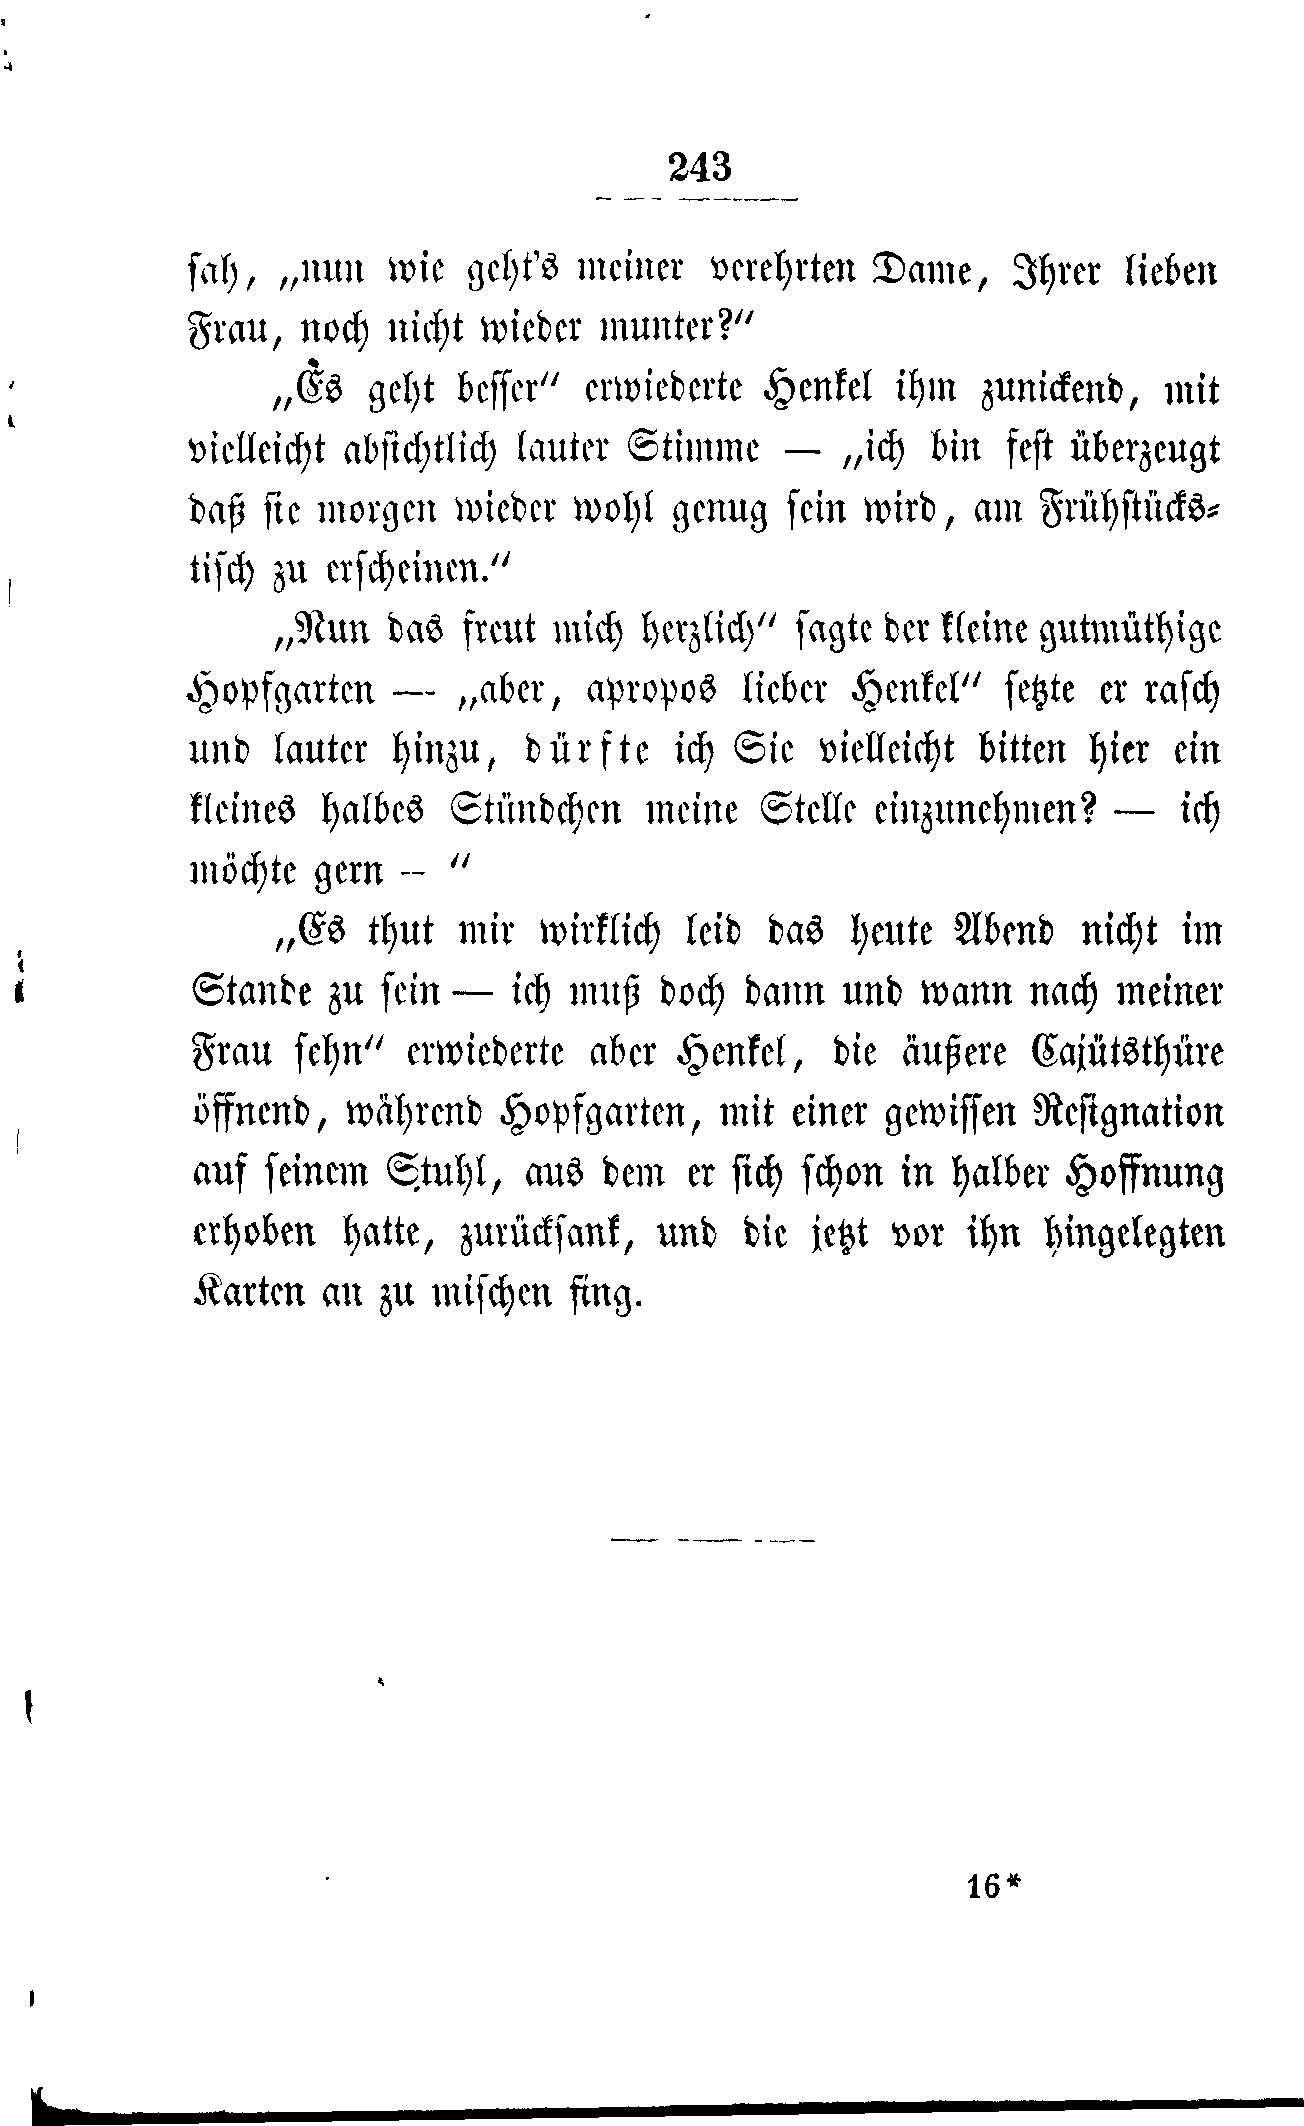 243
sah, „nun wie geht's meiner verehrten Dame, Ihrer lieben
Frau, noch nicht wieder munter?“
„Es geht besser“ erwiederte Henkel ihm zunickend, mit
vielleicht absichtlich lauter Stimme — „ich bin fest überzeugt
daß sie morgen wieder wohl genug sein wird, am Frühstücks-
tisch zu erscheinen.“
„Nun das freut mich herzlich“ sagte der kleine gutmüthige
Hopfgarten — „aber, apropos lieber Henkel“ setzte er rasch
und lauter hinzu, dürfte ich Sie vielleicht bitten hier ein
kleines halbes Stündchen meine Stelle einzunehmen? — ich
möchte gern — “
„Es thut mir wirklich leid das heute Abend nicht im
Stande zu sein — ich muß doch dann und wann nach meiner
Frau sehn“ erwiederte aber Henkel, die äußere Cajütsthüre
öffnend, während Hopfgarten, mit einer gewissen Resignation
auf seinem Stuhl, aus dem er sich schon in halber Hoffnung
erhoben hatte, zurücksank, und die jetzt vor ihn hingelegten
Karten an zu mischen fing.
16*